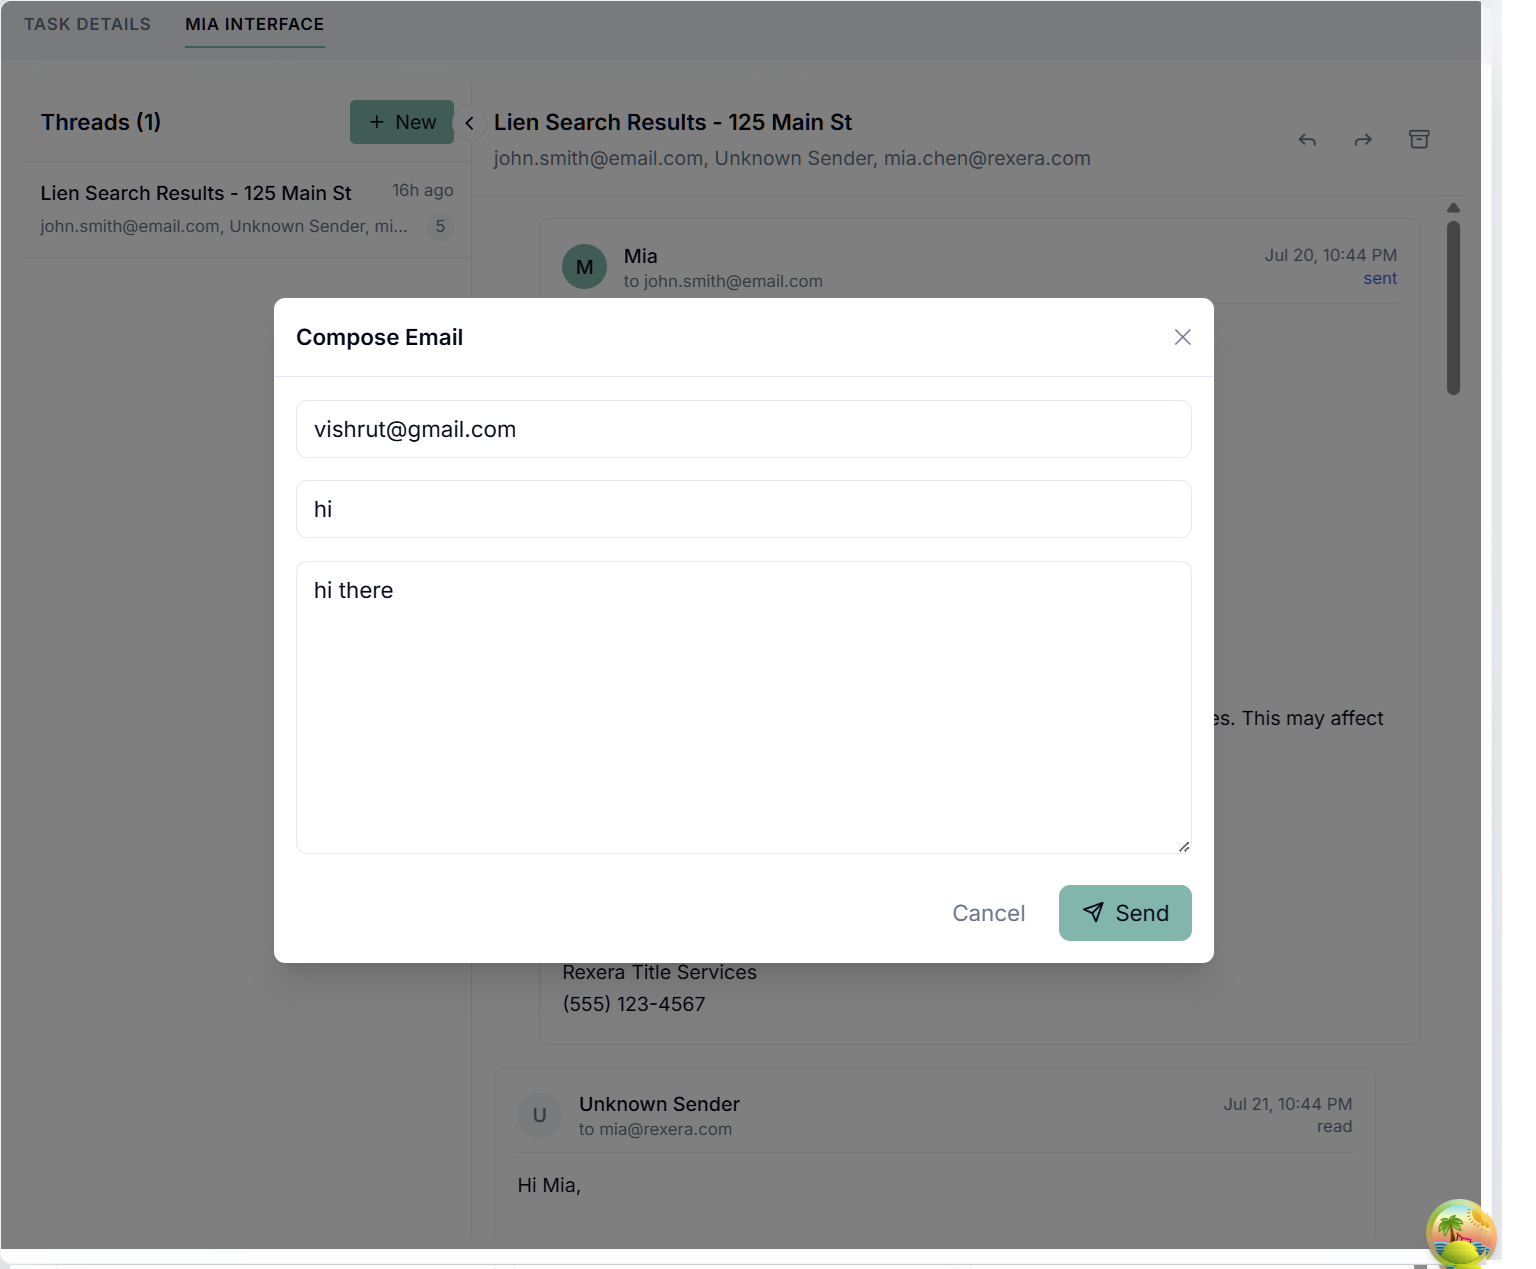 TASK DETAILS
MIA INTERFACE
Threads (1)
+ New
Lien Search Results - 125 Main St
16h ago
john.smith@email.com, Unknown Sender, mi...
5
Lien Search Results - 125 Main St
john.smith@email.com, Unknown Sender, mia.chen@rexera.com
M
Mia
to john.smith@email.com
Jul 20, 10:44 PM
sent
Compose Email
vishrut@gmail.com
hi
hi there
Cancel
Send
This may affect
Rexera Title Services
(555) 123-4567
U
Unknown Sender
to mia@rexera.com
Jul 21, 10:44 PM
read
Hi Mia,